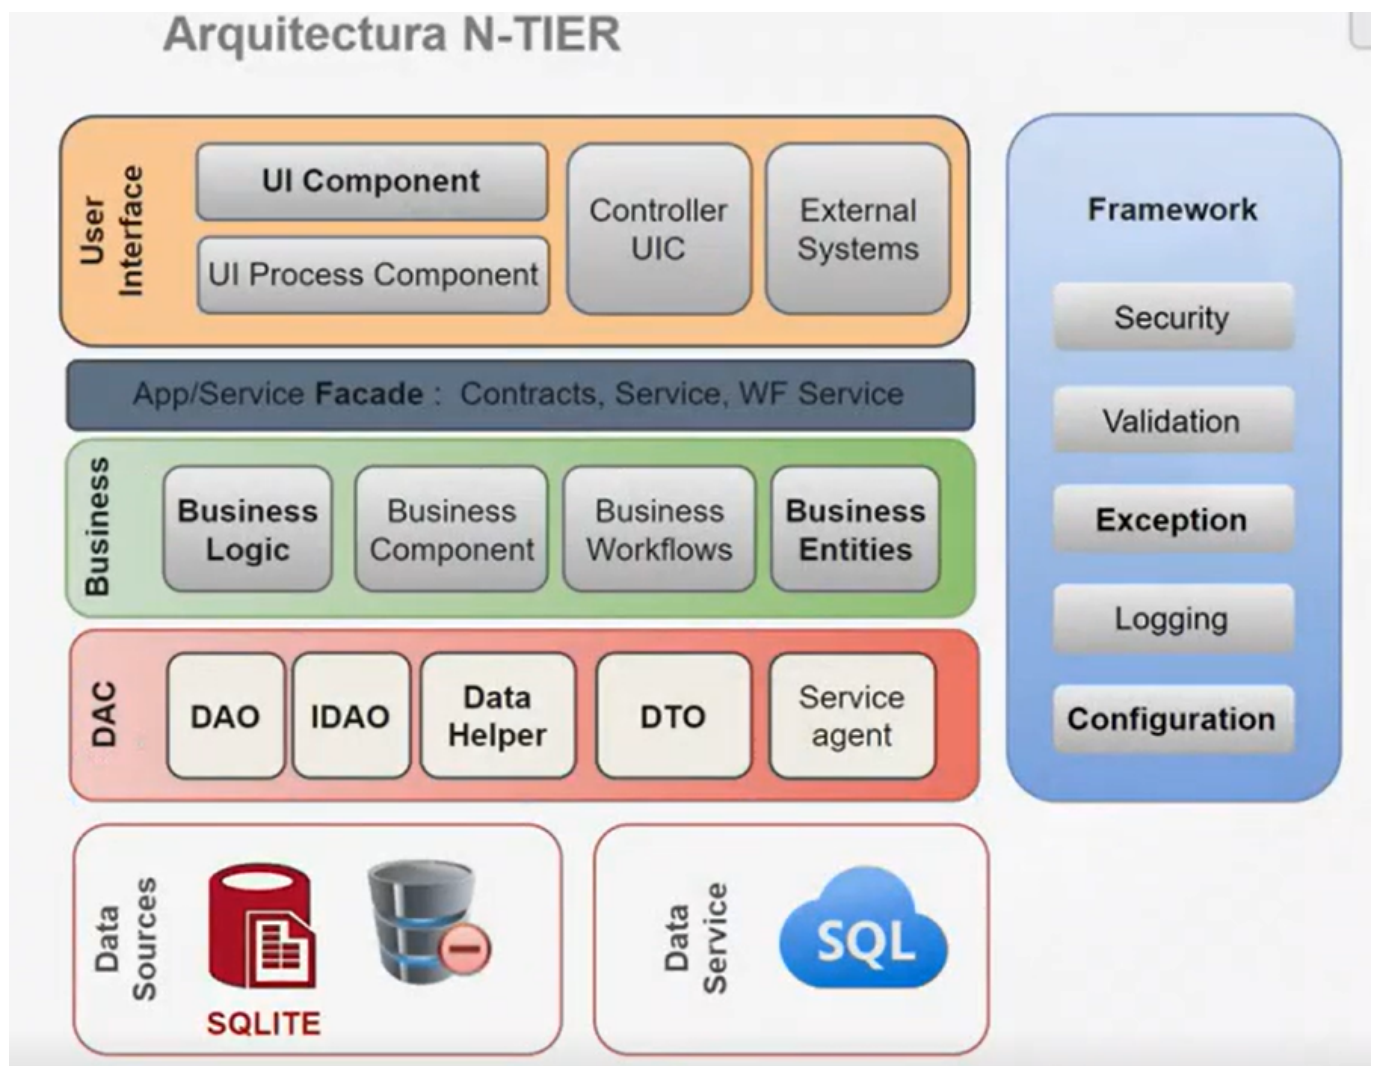 Arquitectura N-TIER
User
Interface
UI Component
UI Process Component
Controller
UIC
External
Systems
App/Service Facade : Contracts, Service, WF Service
Business
Business
Logic
Business
Component
Business
Workflows
Business
Entities
DAC
DAO
IDAO
Data
Helper
DTO
Service
agent
Data
Sources
SQLITE
Data
Service
SQL
Framework
Security
Validation
Exception
Logging
Configuration